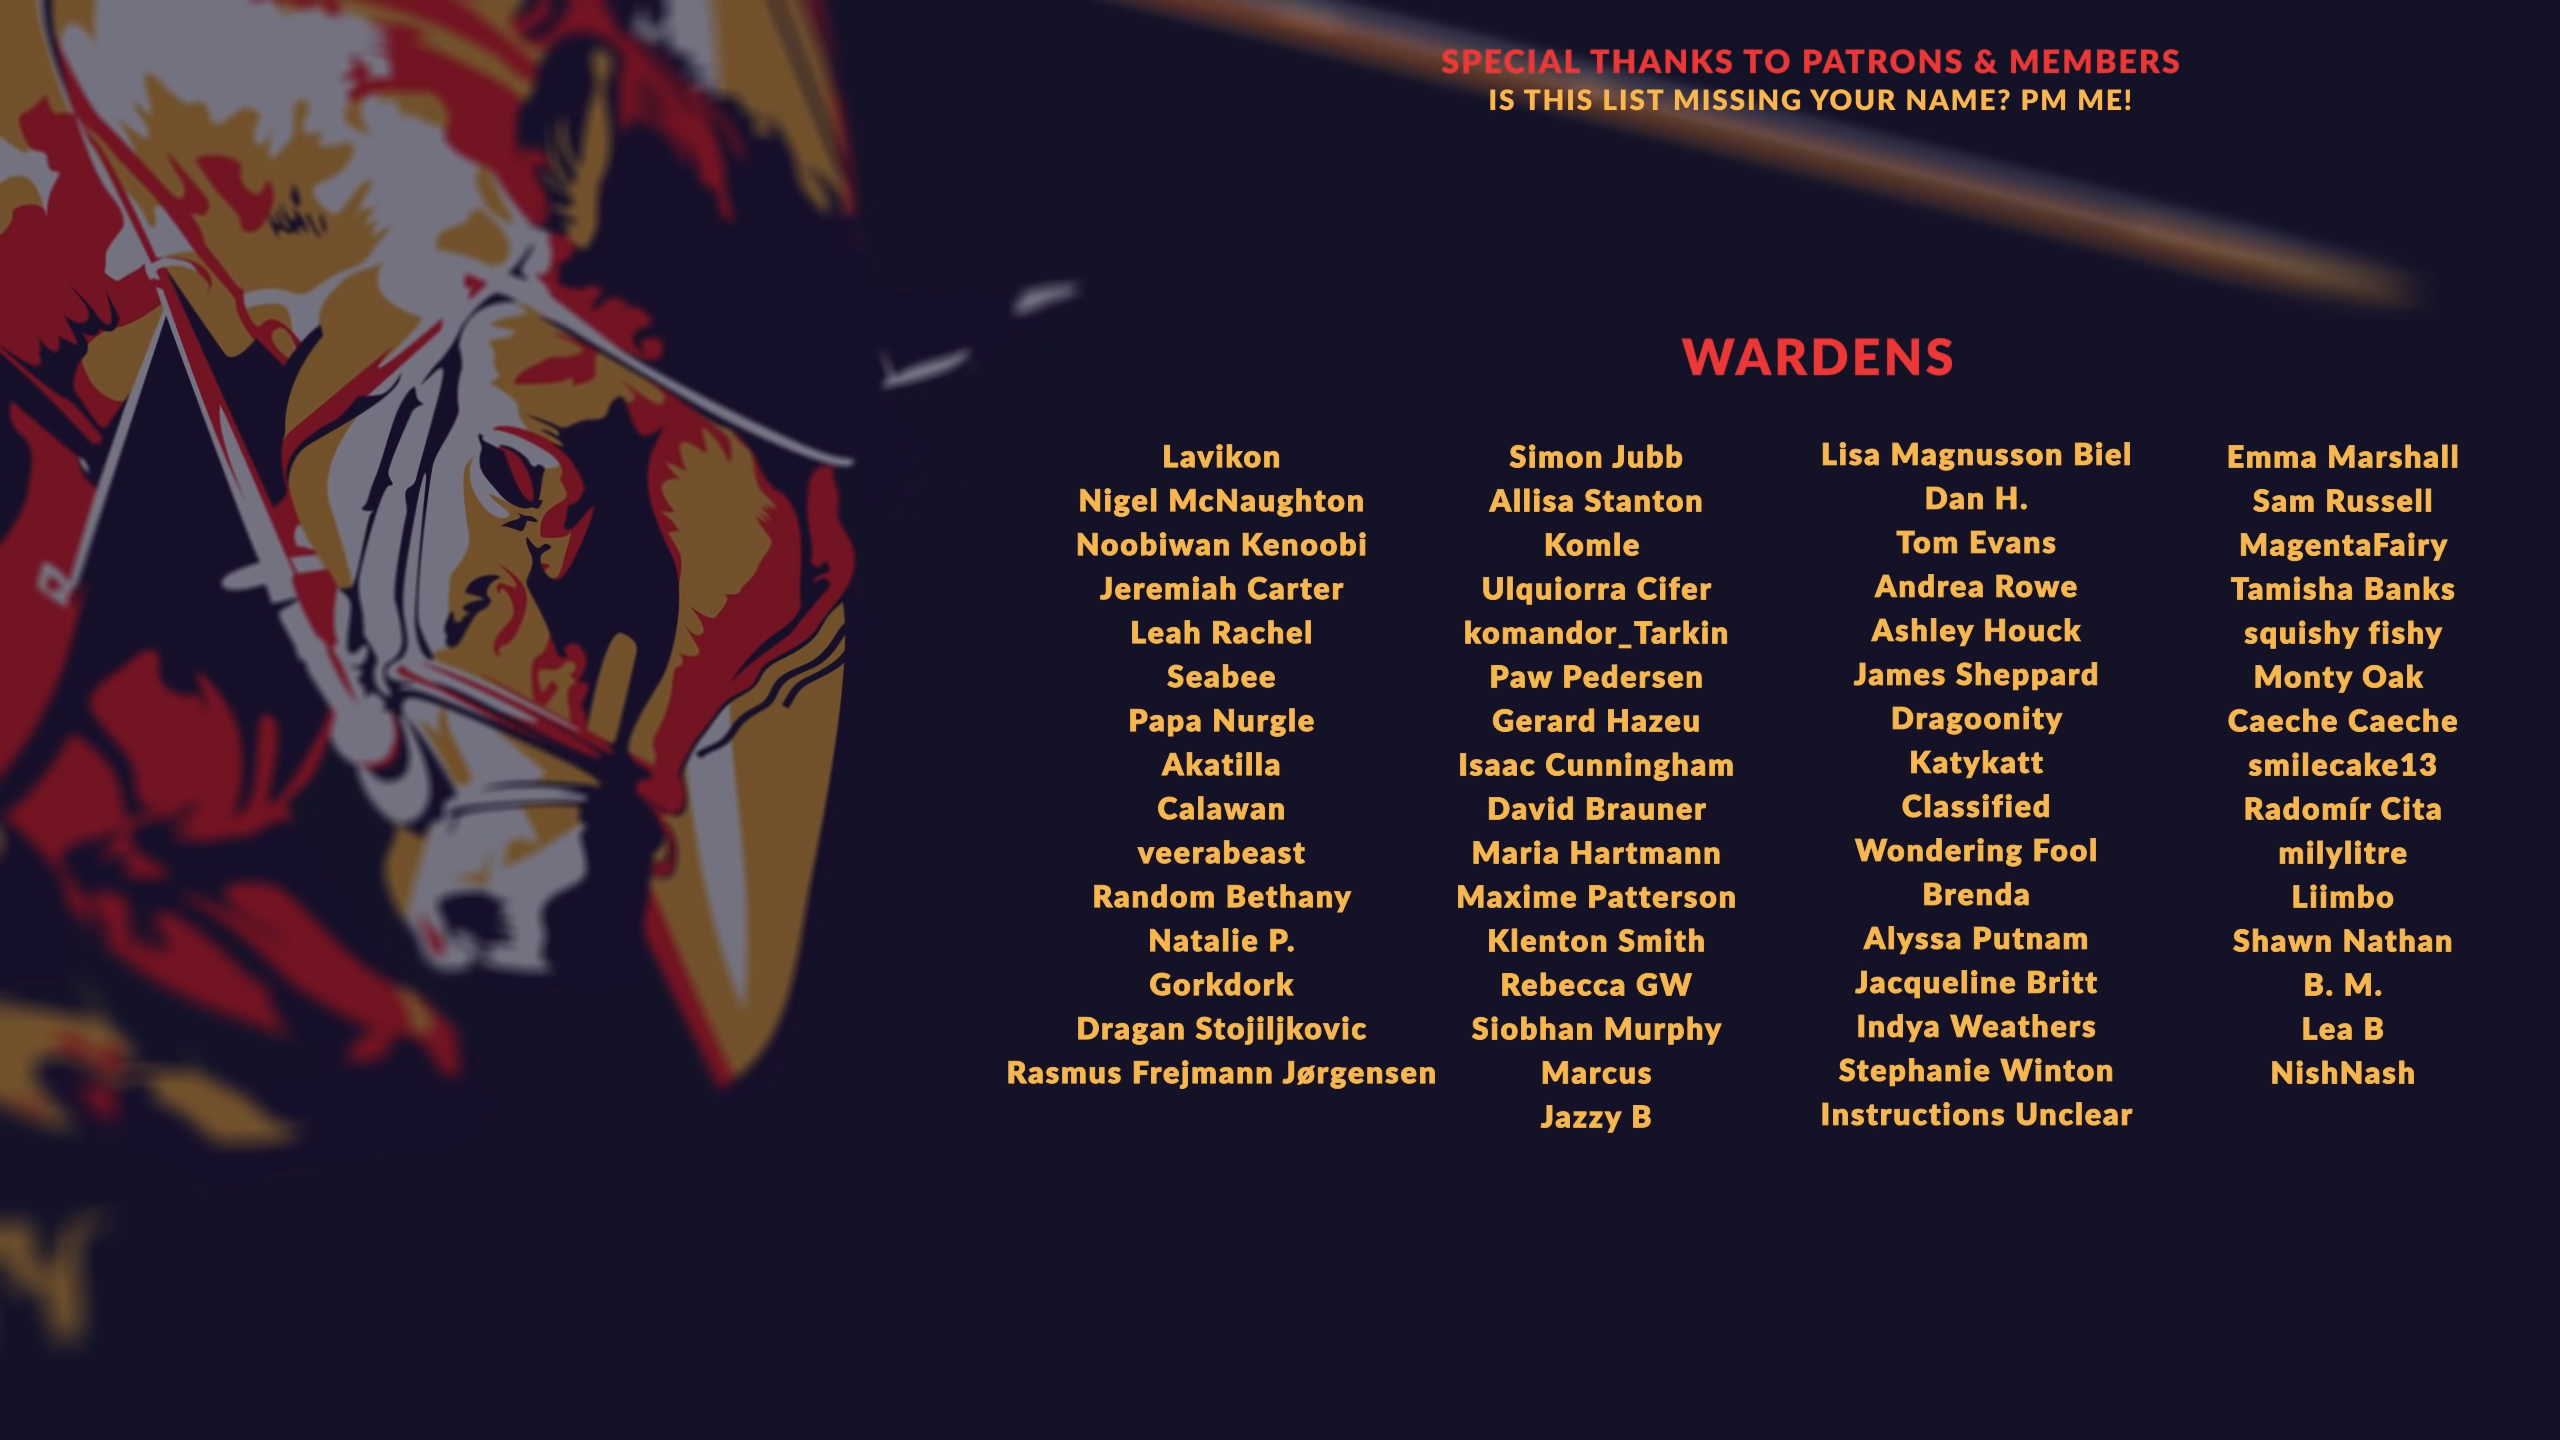 SPECIAL THANKS TO PATRONS & MEMBERS
IS THIS LIST MISSING YOUR NAME? PM ME!
WARDENS
Lavikon
Nigel McNaughton
Noobiwan Kenoobi
Jeremiah Carter
Leah Rachel
Seabee
Papa Nurgle
Akatilla
Calawan
veerabeast
Random Bethany
Natalie P.
Gorkdork
Dragan Stojiljkovic
Rasmus Frejmann Jørgensen
Simon Jubb
Allisa Stanton
Komle
Ulquiorra Cifer
komandor_Tarkin
Paw Pedersen
Gerard Hazeu
Isaac Cunningham
David Brauner
Maria Hartmann
Maxime Patterson
Klenton Smith
Rebecca GW
Siobhan Murphy
Marcus
Jazzy B
Lisa Magnusson Biel
Dan H.
Tom Evans
Andrea Rowe
Ashley Houck
James Sheppard
Dragoonity
Katykatt
Classified
Wondering Fool
Brenda
Alyssa Putnam
Jacqueline Britt
Indya Weathers
Stephanie Winton
Instructions Unclear
Emma Marshall
Sam Russell
MagentaFairy
Tamisha Banks
squishy fishy
Monty Oak
Caeche Caeche
smilecake13
Radomír Cita
milylitre
Liimbo
Shawn Nathan
B. M.
Lea B
NishNash